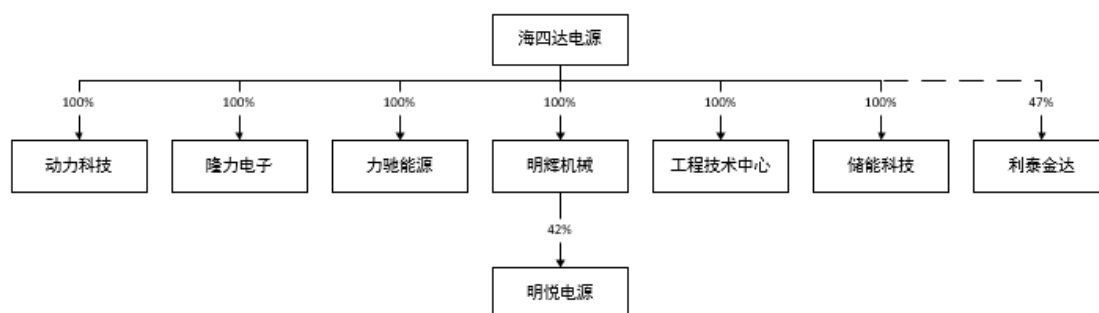 海四达电源
100% 100% 100% 100% 100% 100% 47%
动力科技 隆力电子 力驰能源 明辉机械 工程技术中心 储能科技 利泰金达
42%
明悦电源